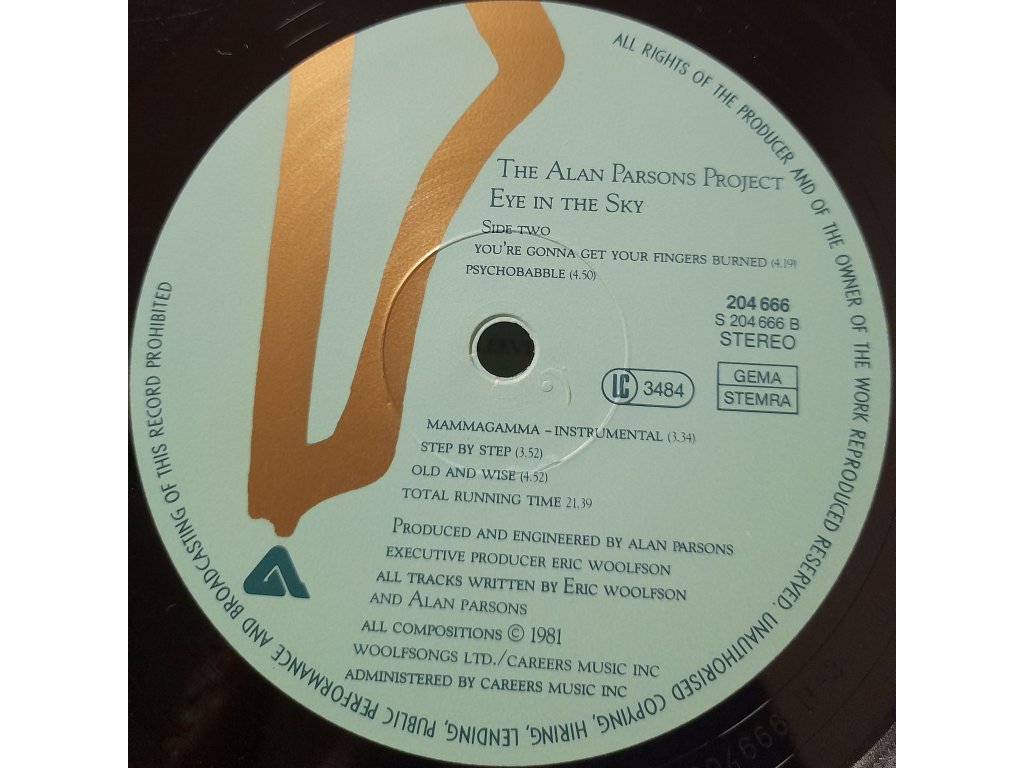 ALL RIGHTS OF THE PRODUCER AND OF THE OWNER OF THE WORK REPRODUCED RESERVED. UNAUTHORISED COPYING, HIRING, LENDING, PUBLIC PERFORMANCE AND BROADCASTING OF THIS RECORD PROHIBITED
THE ALAN PARSONS PROJECT
EYE IN THE SKY
SIDE TWO
YOU'RE GONNA GET YOUR FINGERS BURNED (4.19)
PSYCHOBABBLE (4.50)
204 666
S 204 666 B
STEREO
LC 3484
GEMA
STEMRA
MAMMAGAMMA – INSTRUMENTAL (3.34)
STEP BY STEP (3.52)
OLD AND WISE (4.52)
TOTAL RUNNING TIME 21.39
PRODUCED AND ENGINEERED BY ALAN PARSONS
EXECUTIVE PRODUCER ERIC WOOLFSON
ALL TRACKS WRITTEN BY ERIC WOOLFSON
AND ALAN PARSONS
ALL COMPOSITIONS © 1981
WOOLFSONGS LTD./CAREERS MUSIC INC
ADMINISTERED BY CAREERS MUSIC INC